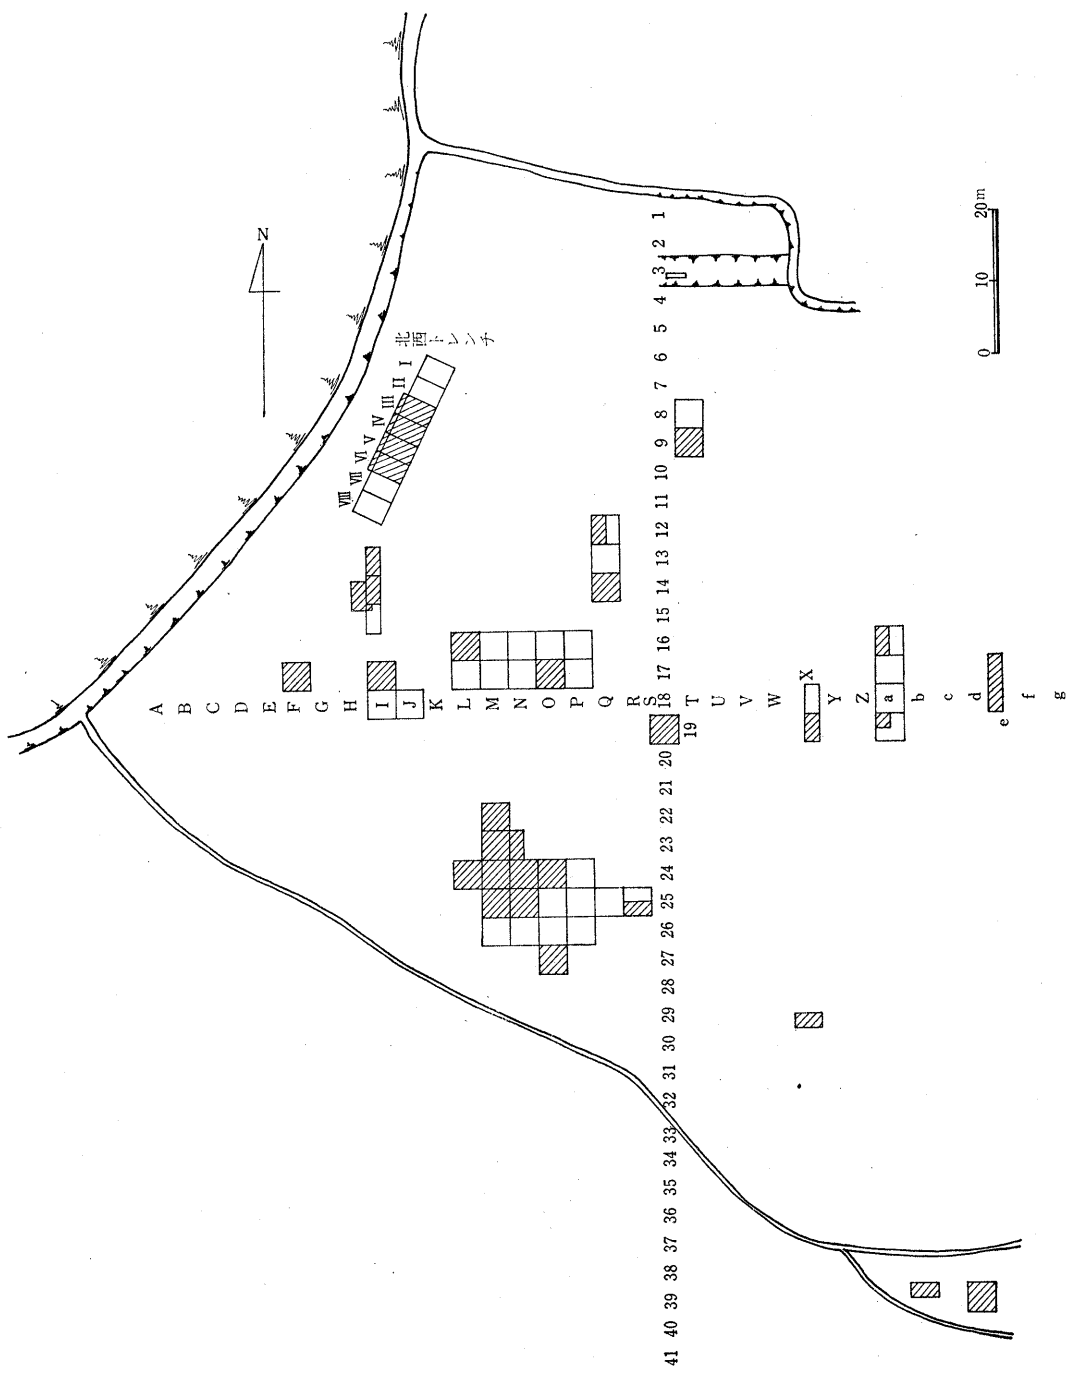 N
北西トレンチ
I
II
III
IV
V
VI
VII
VIII
1
2
3
4
5
6
7
8
9
10
11
12
13
14
15
16
17
18
19
20
21
22
23
24
25
26
27
28
29
30
31
32
33
34
35
36
37
38
39
40
41
A
B
C
D
E
F
G
H
I
J
K
L
M
N
O
P
Q
R
S
T
U
V
W
X
Y
Z
a
b
c
d
e
f
g
0 10 20m